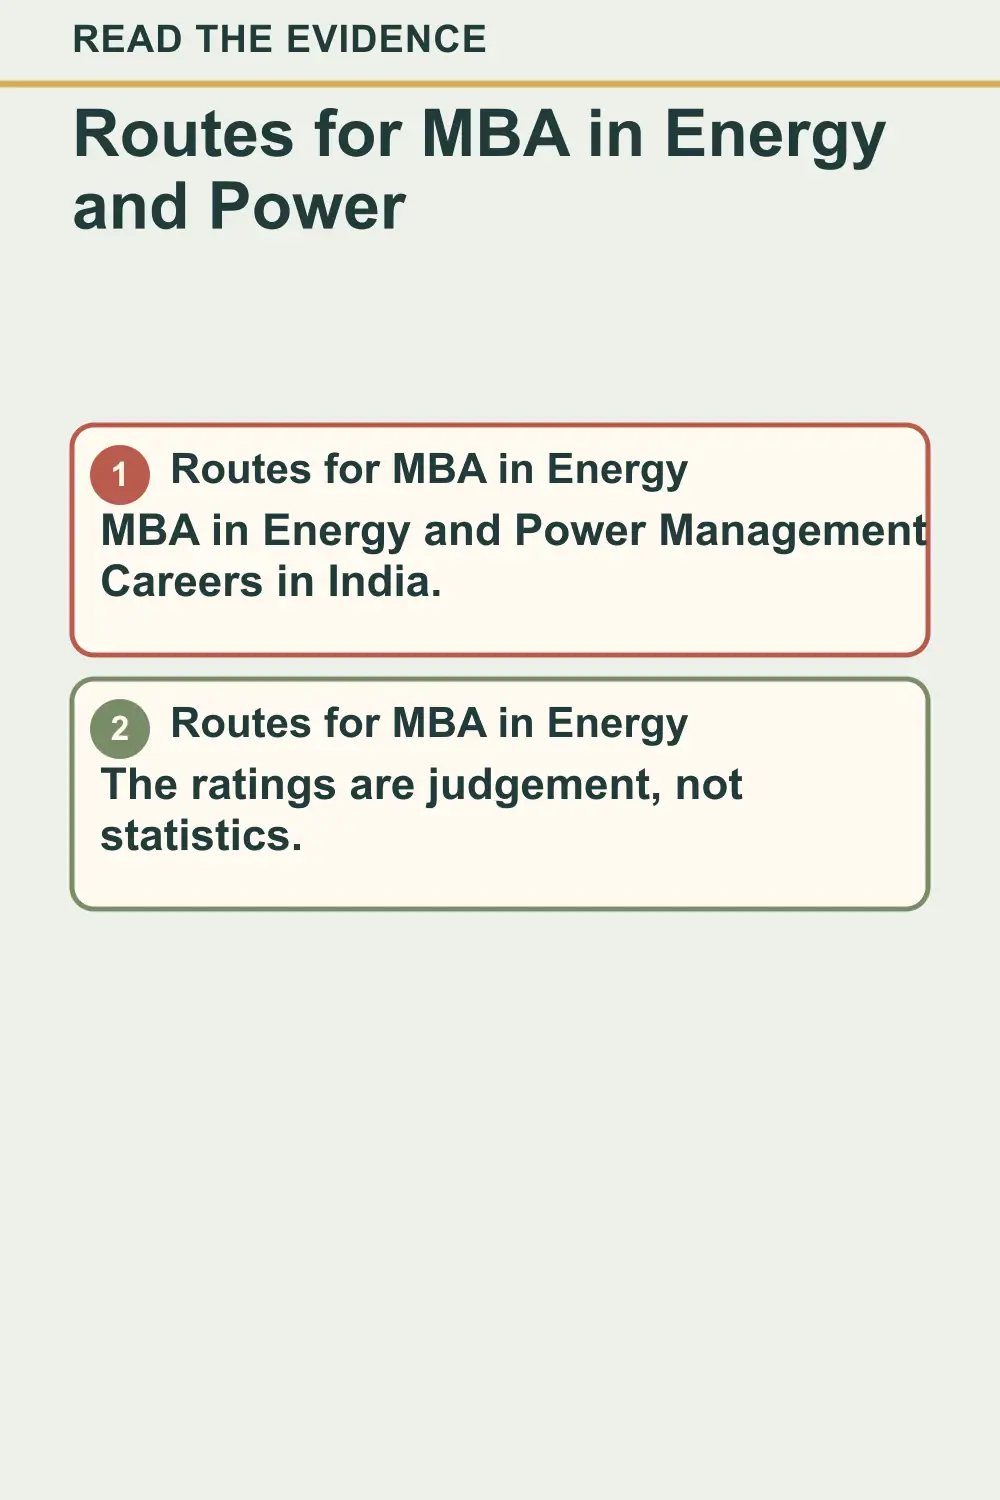 READ THE EVIDENCE
Routes for MBA in Energy
and Power
1 Routes for MBA in Energy
MBA in Energy and Power Management
Careers in India.
2 Routes for MBA in Energy
The ratings are judgement, not
statistics.